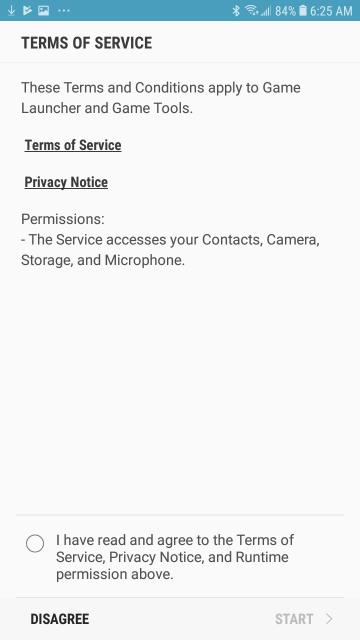 84% 6:25 AM
TERMS OF SERVICE
These Terms and Conditions apply to Game
Launcher and Game Tools.
Terms of Service
Privacy Notice
Permissions:
- The Service accesses your Contacts, Camera,
Storage, and Microphone.
I have read and agree to the Terms of
Service, Privacy Notice, and Runtime
permission above.
DISAGREE START